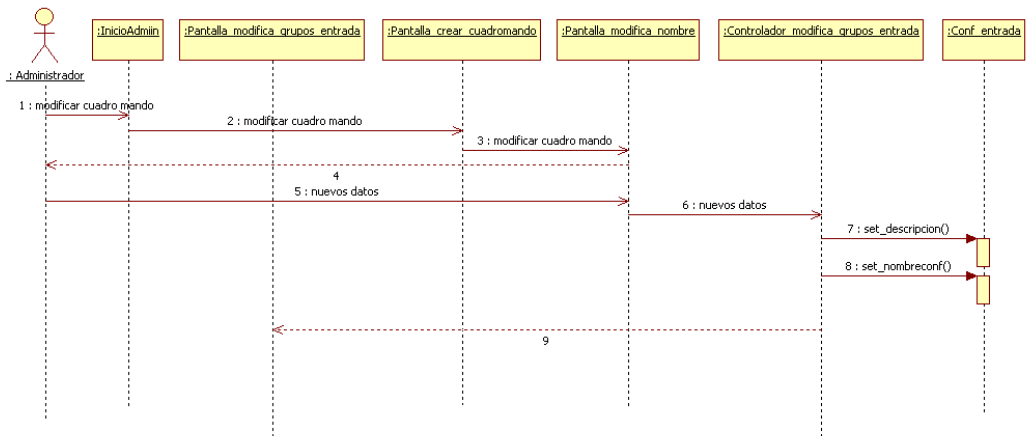 :InicioAdmiin
:Pantalla_modifica_grupos_entrada
:Pantalla_crear_cuadromando
:Pantalla_modifica_nombre
:Controlador_modifica_grupos_entrada
:Conf_entrada
: Administrador
1 : modificar cuadro mando
2 : modificar cuadro mando
3 : modificar cuadro mando
4
5 : nuevos datos
6 : nuevos datos
7 : set_descripcion()
8 : set_nombreconf()
9